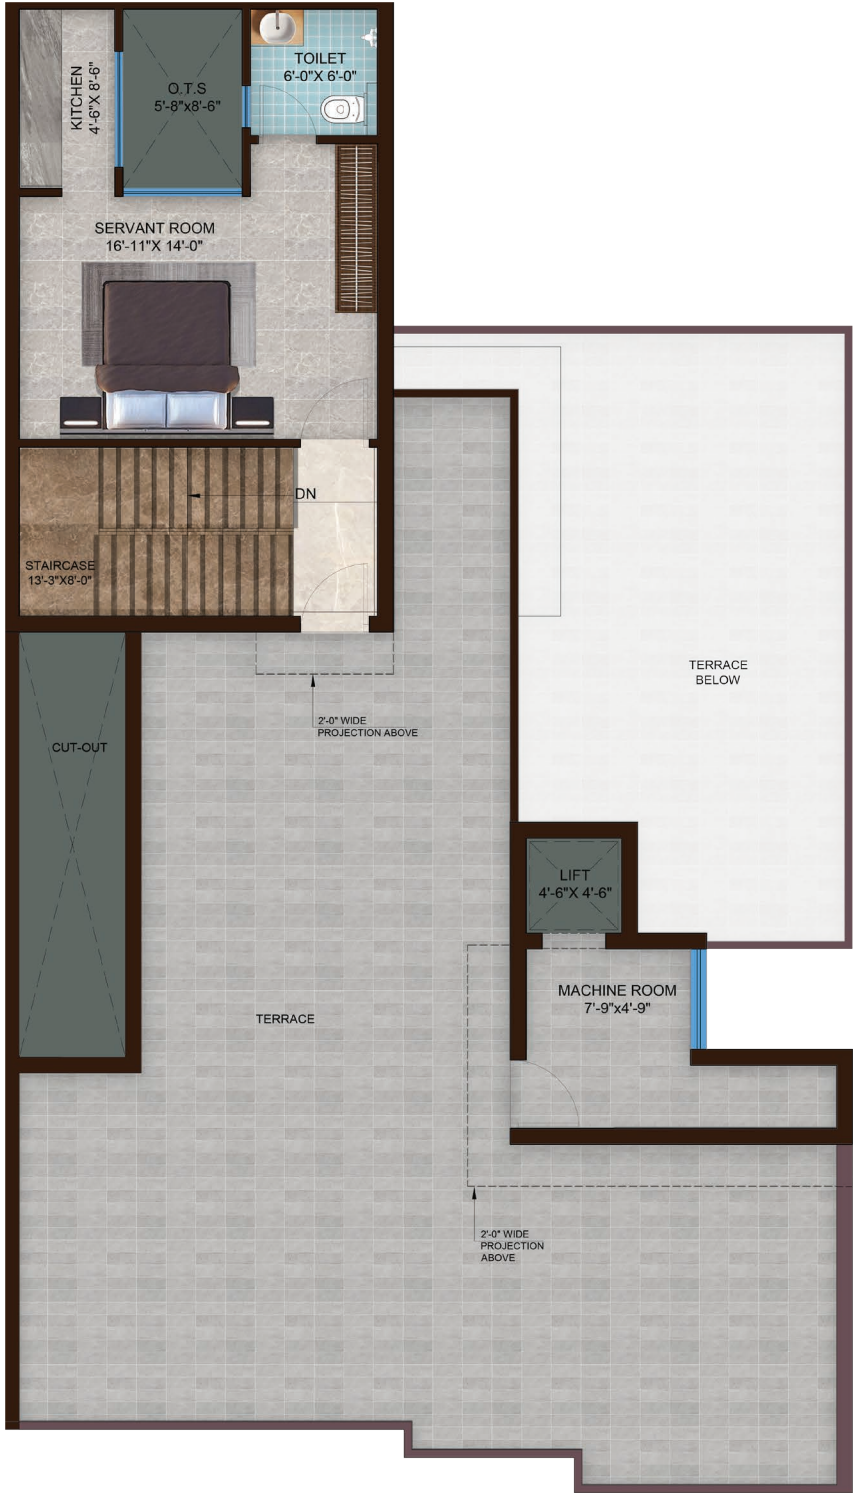 KITCHEN
4'-6"X 8'-6"
O.T.S
5'-8"x8'-6"
TOILET
6'-0"X 6'-0"
SERVANT ROOM
16'-11"X 14'-0"
DN
STAIRCASE
13'-3"X8'-0"
TERRACE
BELOW
2'-0" WIDE
PROJECTION ABOVE
CUT-OUT
LIFT
4'-6"X 4'-6"
MACHINE ROOM
7'-9"x4'-9"
TERRACE
2'-0" WIDE
PROJECTION
ABOVE